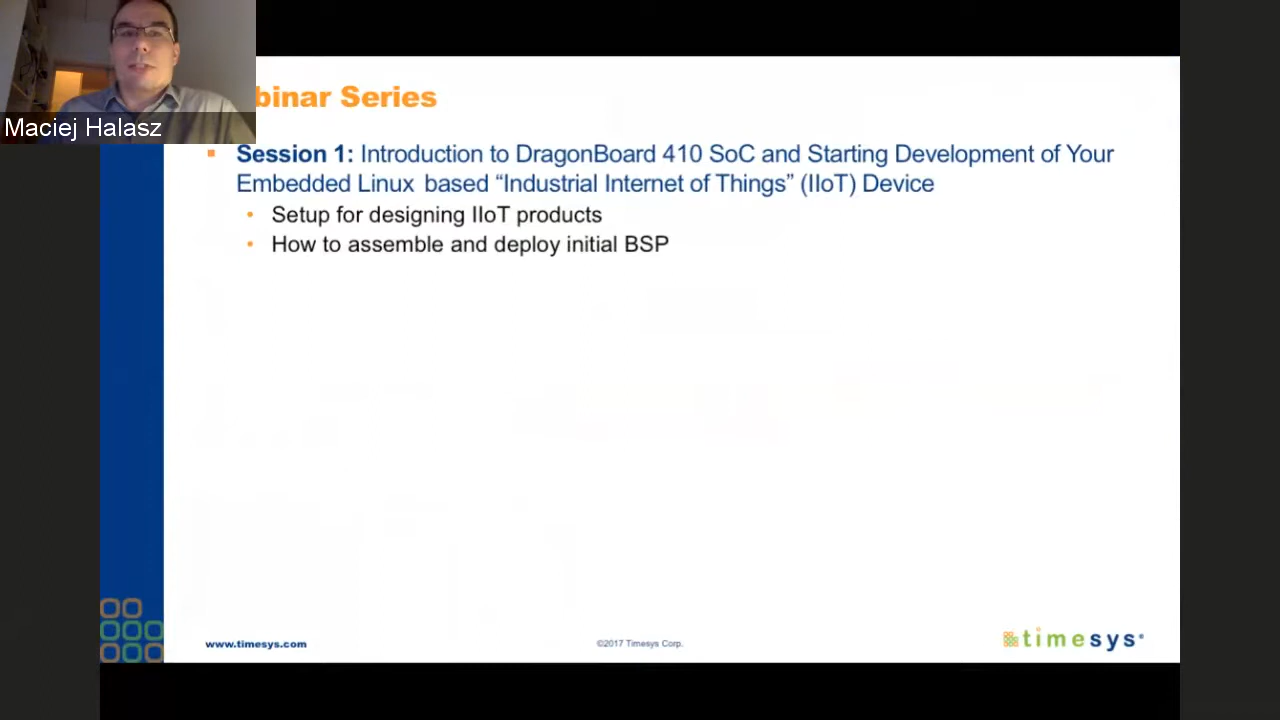 binar Series
Maciej Halasz
▪ Session 1: Introduction to DragonBoard 410 SoC and Starting Development of Your
Embedded Linux based “Industrial Internet of Things” (IIoT) Device
• Setup for designing IIoT products
• How to assemble and deploy initial BSP
www.timesys.com
©2017 Timesys Corp.
timesys®